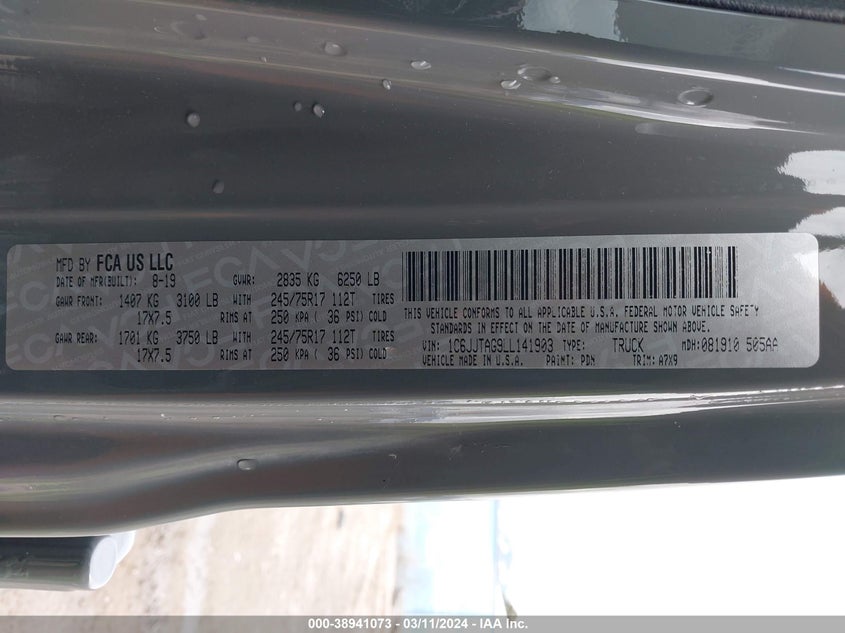 MFD BY FCA US LLC
DATE OF MFR(BUILT): 8-19 GVWR: 2835 KG 6250 LB
GAWR FRONT: 1407 KG 3100 LB WITH 245/75R17 112T TIRES
17X7.5 RIMS AT 250 KPA ( 36 PSI) COLD
GAWR REAR: 1701 KG 3750 LB WITH 245/75R17 112T TIRES
17X7.5 RIMS AT 250 KPA ( 36 PSI) COLD
THIS VEHICLE CONFORMS TO ALL APPLICABLE U.S.A. FEDERAL MOTOR VEHICLE SAFETY
STANDARDS IN EFFECT ON THE DATE OF MANUFACTURE SHOWN ABOVE.
VIN: 1C6JJTAG9LL141903 TYPE: TRUCK MDH: 081910 505AA
VEHICLE MADE IN U.S.A. PAINT: PDN TRIM: A7X9
000-38941073 - 03/11/2024 - IAA Inc.